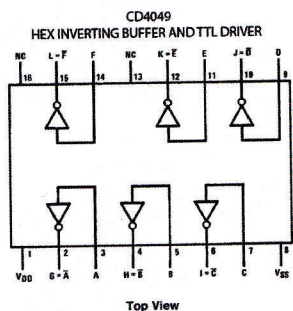 CD4049
HEX INVERTING BUFFER AND TTL DRIVER
NC L = F̅ F NC K = E̅ E J = D̅ D
16 15 14 13 12 11 10 9
1 2 3 4 5 6 7 8
VDD G = A̅ A H = B̅ B I = C̅ C VSS
Top View